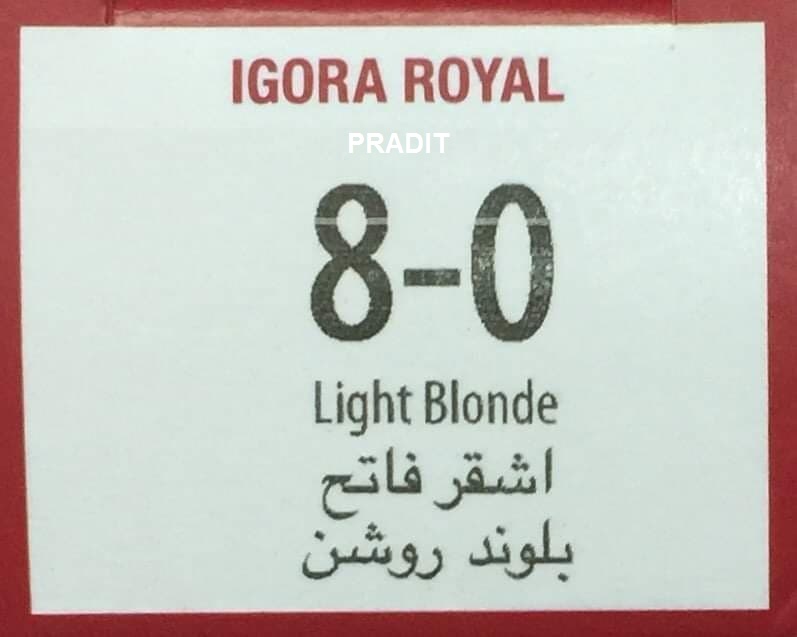 IGORA ROYAL
PRADIT
8-0
Light Blonde
اشقر فاتح
بلوند روشن